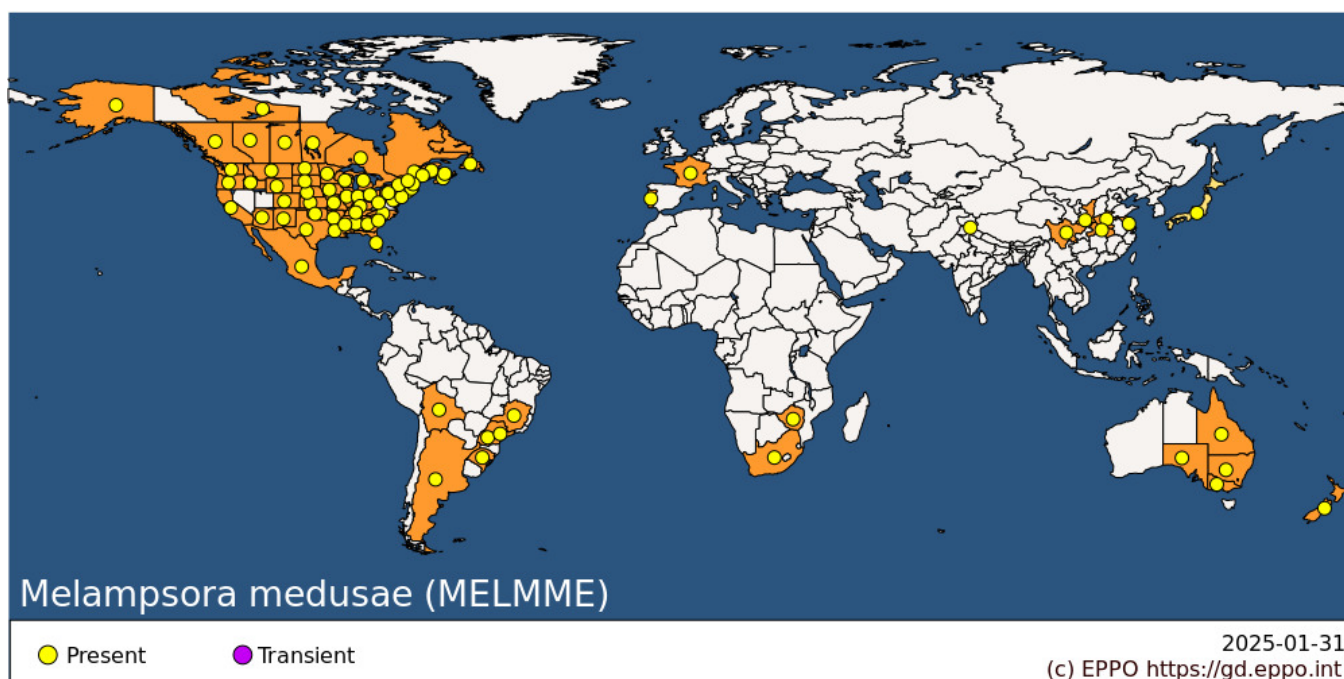 Melampsora medusae (MELMME)
Present
Transient
2025-01-31
(c) EPPO https://gd.eppo.int